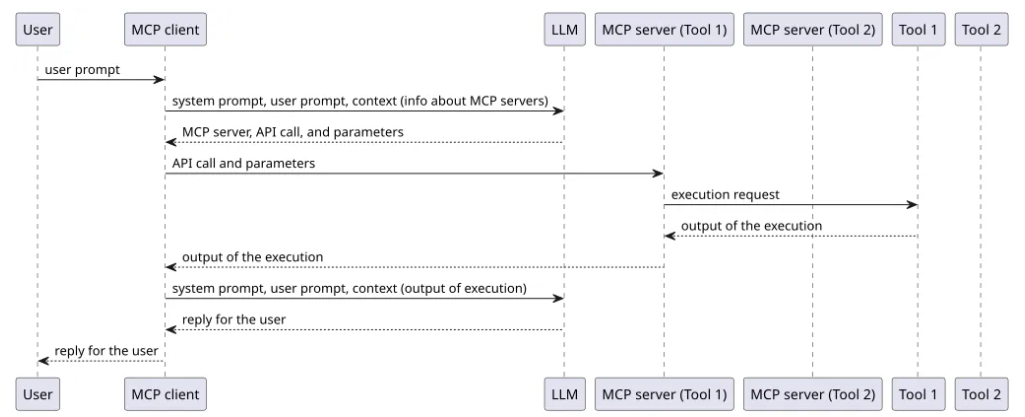 User MCP client LLM MCP server (Tool 1) MCP server (Tool 2) Tool 1 Tool 2
user prompt
system prompt, user prompt, context (info about MCP servers)
MCP server, API call, and parameters
API call and parameters
execution request
output of the execution
output of the execution
system prompt, user prompt, context (output of execution)
reply for the user
reply for the user
User MCP client LLM MCP server (Tool 1) MCP server (Tool 2) Tool 1 Tool 2